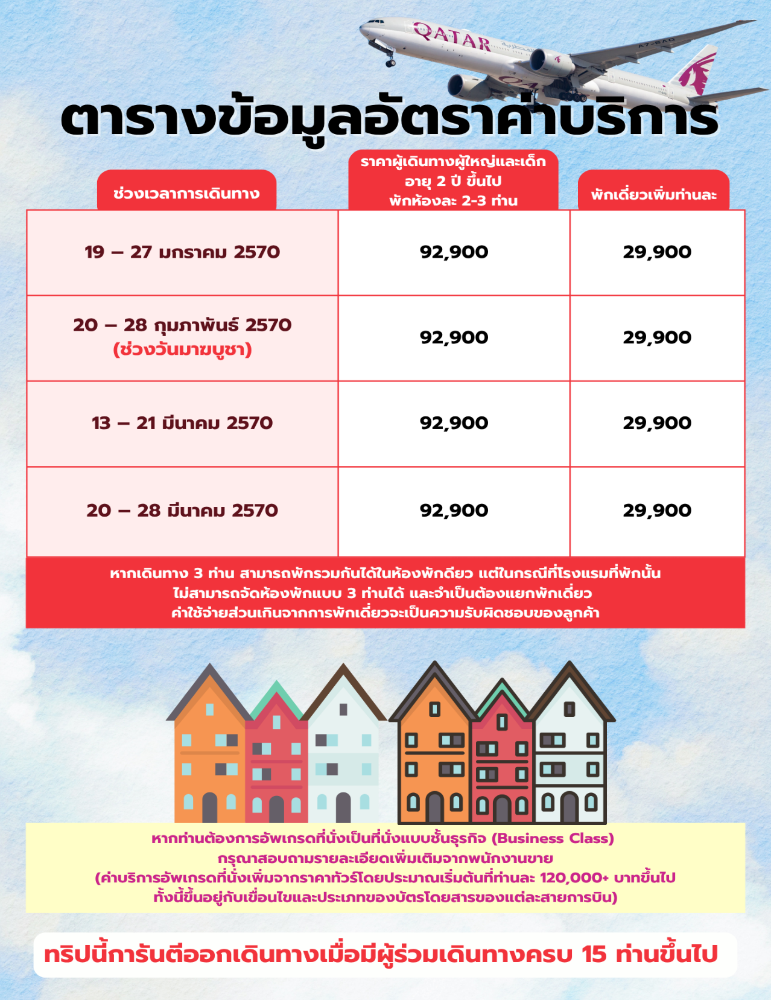 QATAR
القطرية
A7-BAQ
ตารางข้อมูลอัตราค่าบริการ
ช่วงเวลาการเดินทาง
ราคาผู้เดินทางผู้ใหญ่และเด็ก
อายุ 2 ปี ขึ้นไป
พักห้องละ 2-3 ท่าน
พักเดี่ยวเพิ่มท่านละ
19 – 27 มกราคม 2570
92,900
29,900
20 – 28 กุมภาพันธ์ 2570
(ช่วงวันมาฆบูชา)
92,900
29,900
13 – 21 มีนาคม 2570
92,900
29,900
20 – 28 มีนาคม 2570
92,900
29,900
หากเดินทาง 3 ท่าน สามารถพักรวมกันได้ในห้องพักดียว แต่ในกรณีที่โรงแรมที่พักนั้น
ไม่สามารถจัดห้องพักแบบ 3 ท่านได้ และจำเป็นต้องแยกพักเดี่ยว
ค่าใช้จ่ายส่วนเกินจากการพักเดี่ยวจะเป็นความรับผิดชอบของลูกค้า
หากท่านต้องการอัพเกรดที่นั่งเป็นที่นั่งแบบชั้นธุรกิจ (Business Class)
กรุณาสอบถามรายละเอียดเพิ่มเติมจากพนักงานขาย
(ค่าบริการอัพเกรดที่นั่งเพิ่มจากราคาทัวร์โดยประมาณเริ่มต้นที่ท่านละ 120,000+ บาทขึ้นไป
ทั้งนี้ขึ้นอยู่กับเขื่อนไขและประเภทของบัตรโดยสารของแต่ละสายการบิน)
ทริปนี้การันตีออกเดินทางเมื่อมีผู้ร่วมเดินทางครบ 15 ท่านขึ้นไป